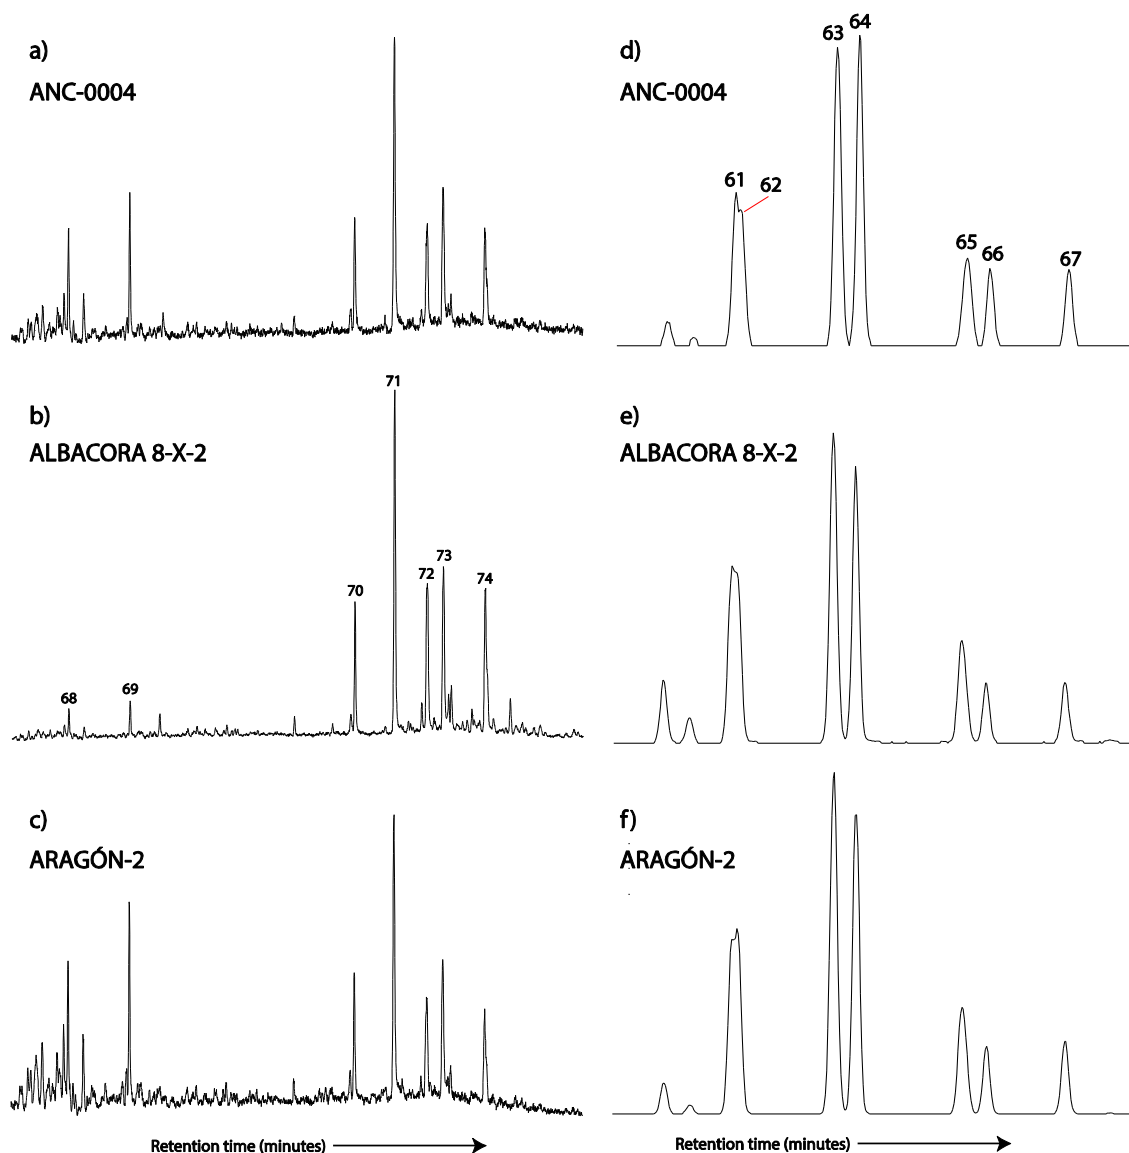 a)
ANC-0004
b)
ALBACORA 8-X-2
71
70
72
73
74
68
69
c)
ARAGÓN-2
Retention time (minutes)
d)
ANC-0004
63
64
61
62
65
66
67
e)
ALBACORA 8-X-2
f)
ARAGÓN-2
Retention time (minutes)